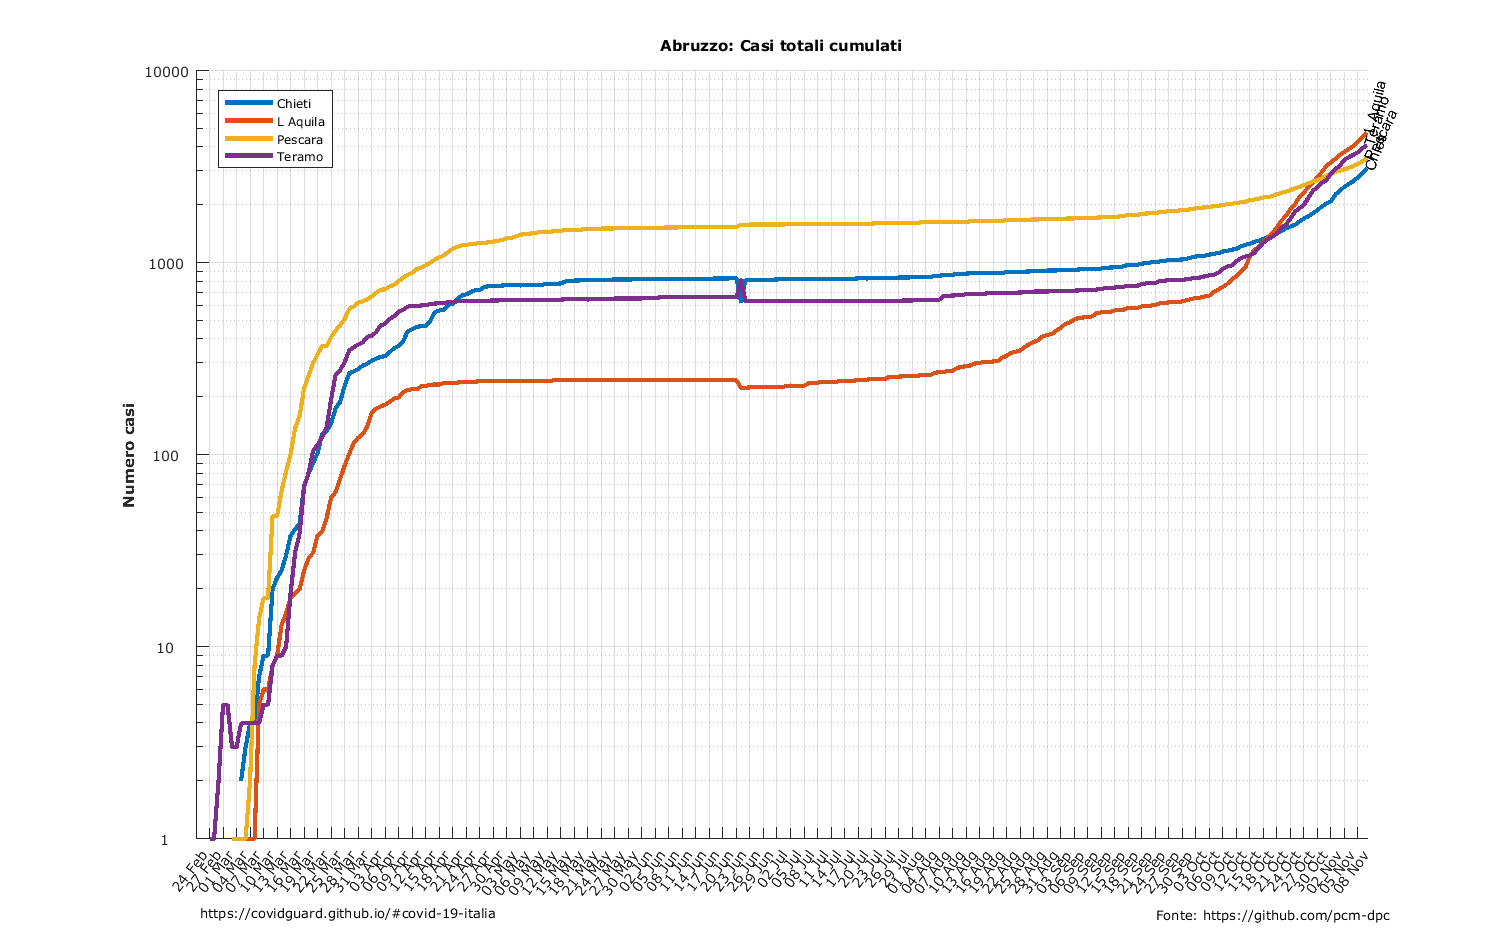 Abruzzo: Casi totali cumulati
10000
1000
100
10
1
Numero casi
Chieti
L Aquila
Pescara
Teramo
L Aquila
Teramo
Pescara
Chieti
24 Feb
27 Feb
01 Mar
04 Mar
07 Mar
10 Mar
13 Mar
16 Mar
19 Mar
22 Mar
25 Mar
28 Mar
31 Mar
03 Apr
06 Apr
09 Apr
12 Apr
15 Apr
18 Apr
21 Apr
24 Apr
27 Apr
30 Apr
03 May
06 May
09 May
12 May
15 May
18 May
21 May
24 May
27 May
30 May
02 Jun
05 Jun
08 Jun
11 Jun
14 Jun
17 Jun
20 Jun
23 Jun
26 Jun
29 Jun
02 Jul
05 Jul
08 Jul
11 Jul
14 Jul
17 Jul
20 Jul
23 Jul
26 Jul
29 Jul
01 Aug
04 Aug
07 Aug
10 Aug
13 Aug
16 Aug
19 Aug
22 Aug
25 Aug
28 Aug
31 Aug
03 Sep
06 Sep
09 Sep
12 Sep
15 Sep
18 Sep
21 Sep
24 Sep
27 Sep
30 Sep
03 Oct
06 Oct
09 Oct
12 Oct
15 Oct
18 Oct
21 Oct
24 Oct
27 Oct
30 Oct
02 Nov
05 Nov
08 Nov
https://covidguard.github.io/#covid-19-italia
Fonte: https://github.com/pcm-dpc